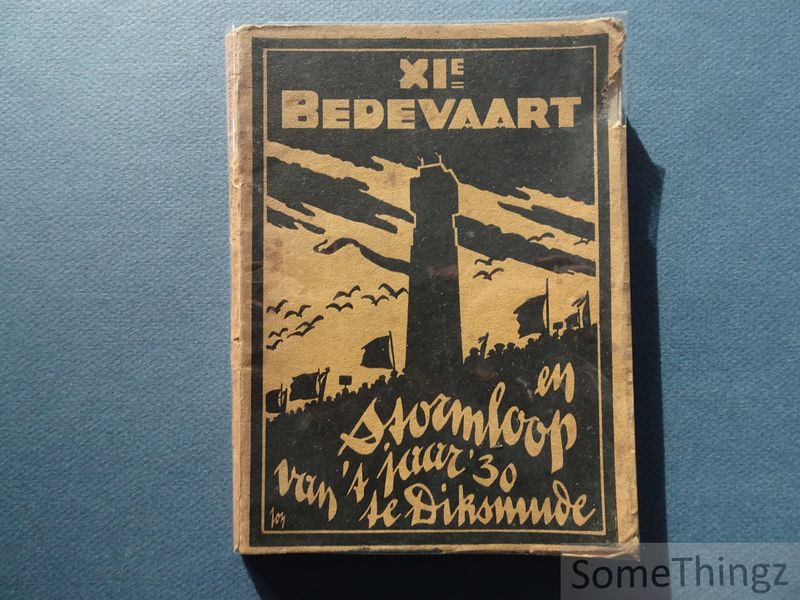 XIE
BEDEVAART
en
Stormloop
van 't jaar '30
te Diksmude
Joz
SomeThingz